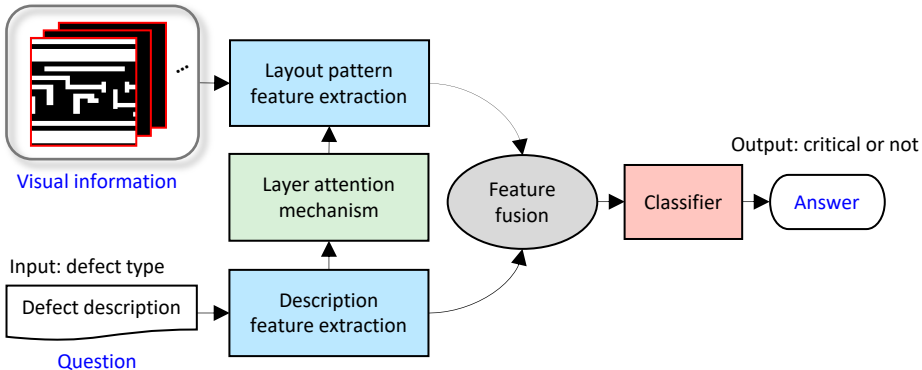 Visual information
Layout pattern
feature extraction
Layer attention
mechanism
Input: defect type
Defect description
Question
Description
feature extraction
Feature
fusion
Classifier
Output: critical or not
Answer